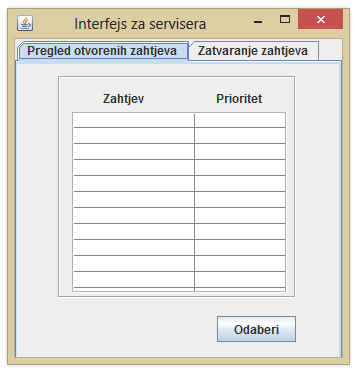 Interfejs za servisera
Pregled otvorenih zahtjeva Zatvaranje zahtjeva
Zahtjev Prioritet
Odaberi